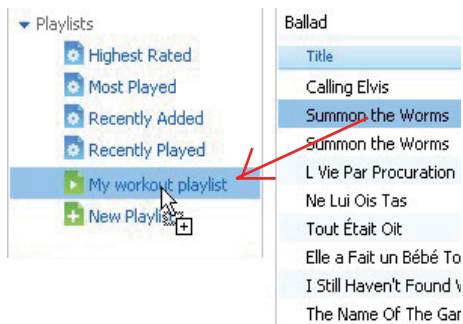 Playlists
Highest Rated
Most Played
Recently Added
Recently Played
My workout playlist
New Playlist
Ballad
Title
Calling Elvis
Summon the Worms
Summon the Worms
L Vie Par Procuration
Ne Lui Ois Tas
Tout Était Oit
Elle a Fait un Bébé To
I Still Haven't Found
The Name Of The Gar